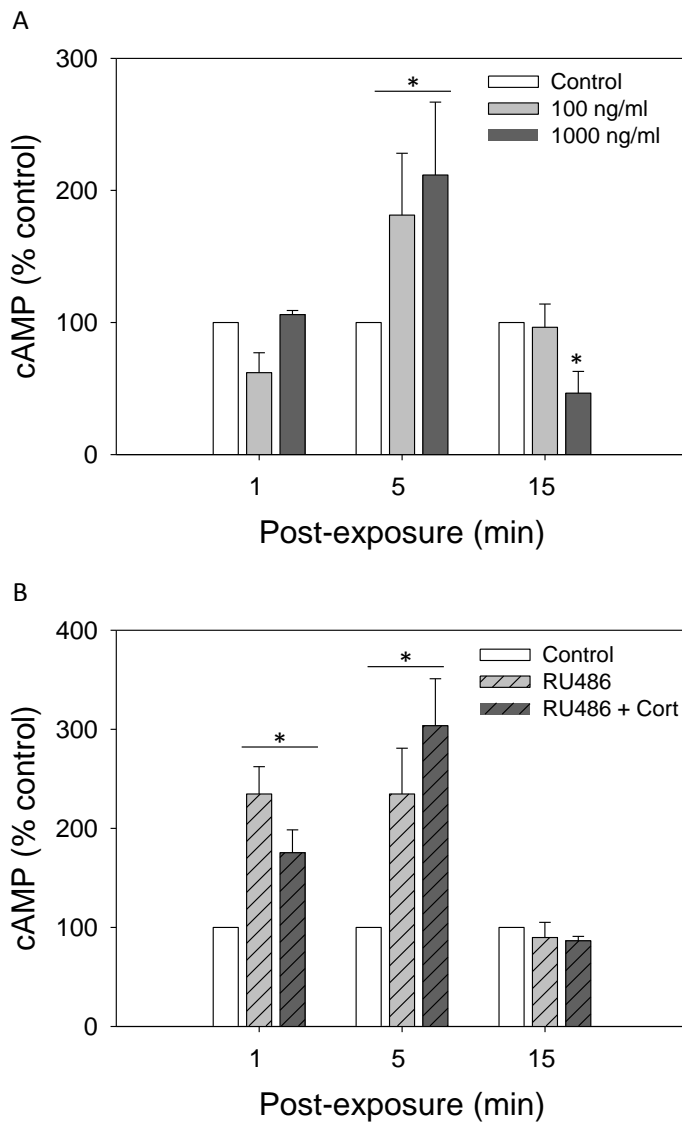 A
300
200
100
0
cAMP (% control)
*
*
Control
100 ng/ml
1000 ng/ml
1 5 15
Post-exposure (min)
B
400
300
200
100
0
cAMP (% control)
*
*
Control
RU486
RU486 + Cort
1 5 15
Post-exposure (min)